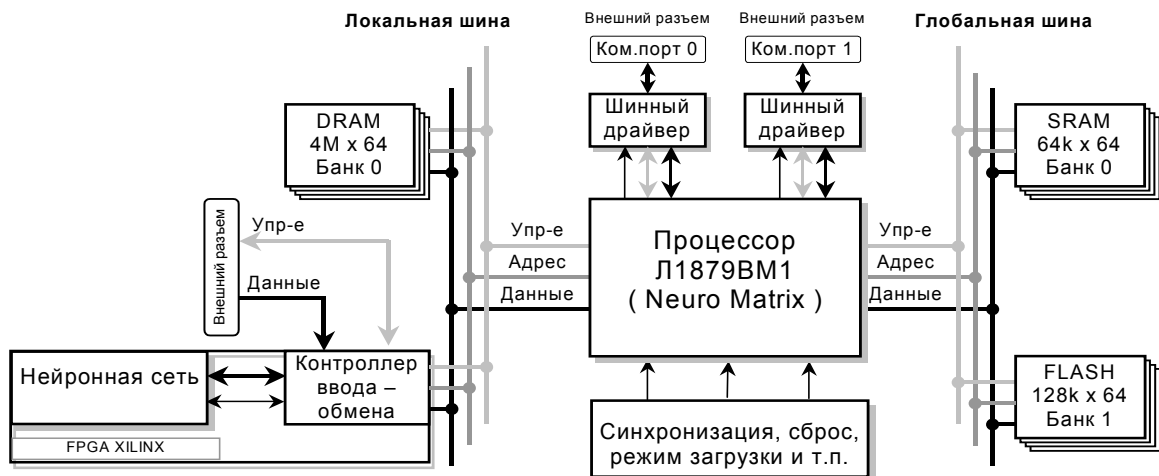 Локальная шина
Внешний разъем
Внешний разъем
Глобальная шина
Ком.порт 0
Ком.порт 1
DRAM
4M x 64
Банк 0
Шинный
драйвер
Шинный
драйвер
SRAM
64k x 64
Банк 0
Внешний разъем
Упр-е
Данные
Упр-е
Адрес
Данные
Процессор
Л1879ВМ1
( Neuro Matrix )
Упр-е
Адрес
Данные
Нейронная сеть
Контроллер
ввода –
обмена
FPGA XILINX
Синхронизация, сброс,
режим загрузки и т.п.
FLASH
128k x 64
Банк 1